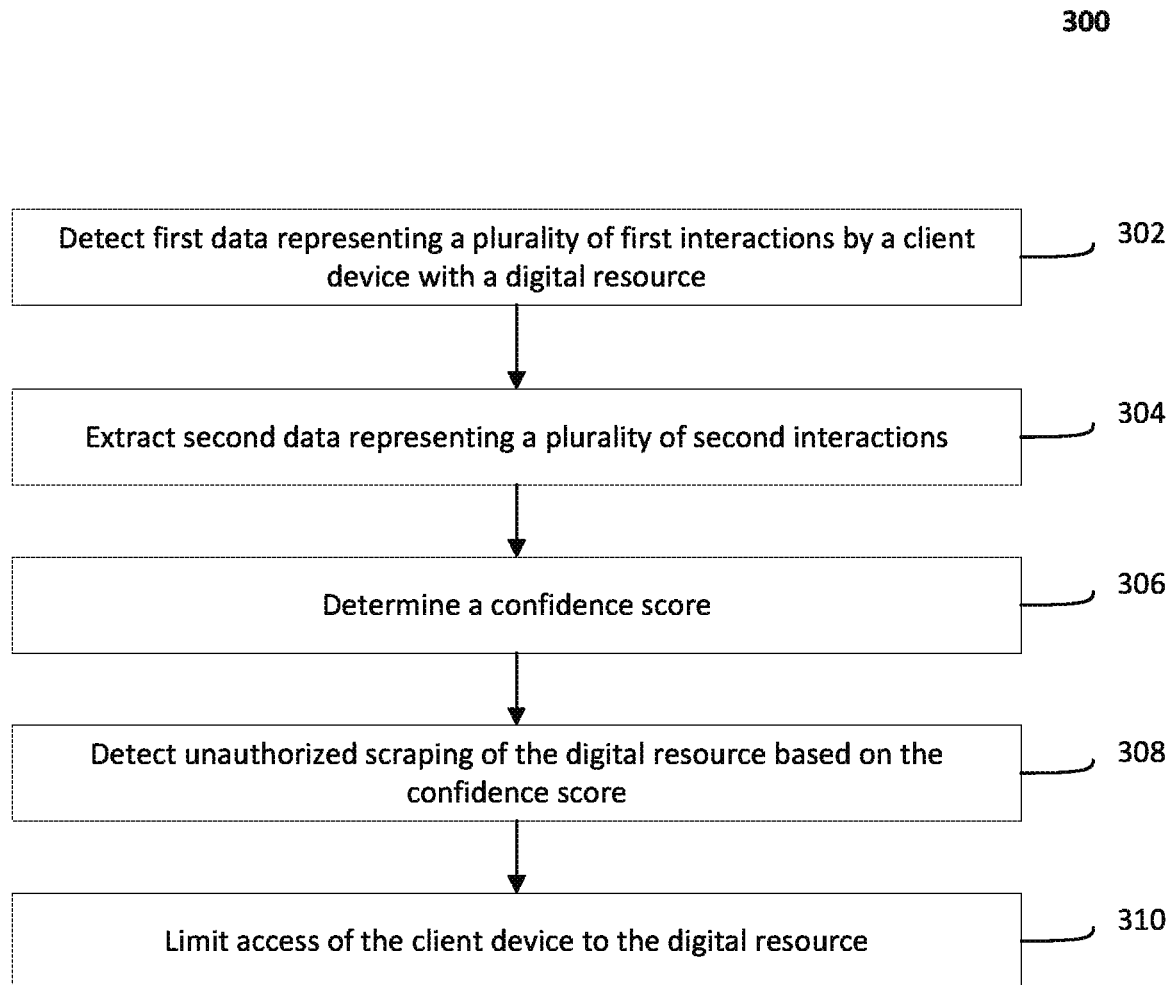 300
Detect first data representing a plurality of first interactions by a client
device with a digital resource
302
Extract second data representing a plurality of second interactions
304
Determine a confidence score
306
Detect unauthorized scraping of the digital resource based on the
confidence score
308
Limit access of the client device to the digital resource
310